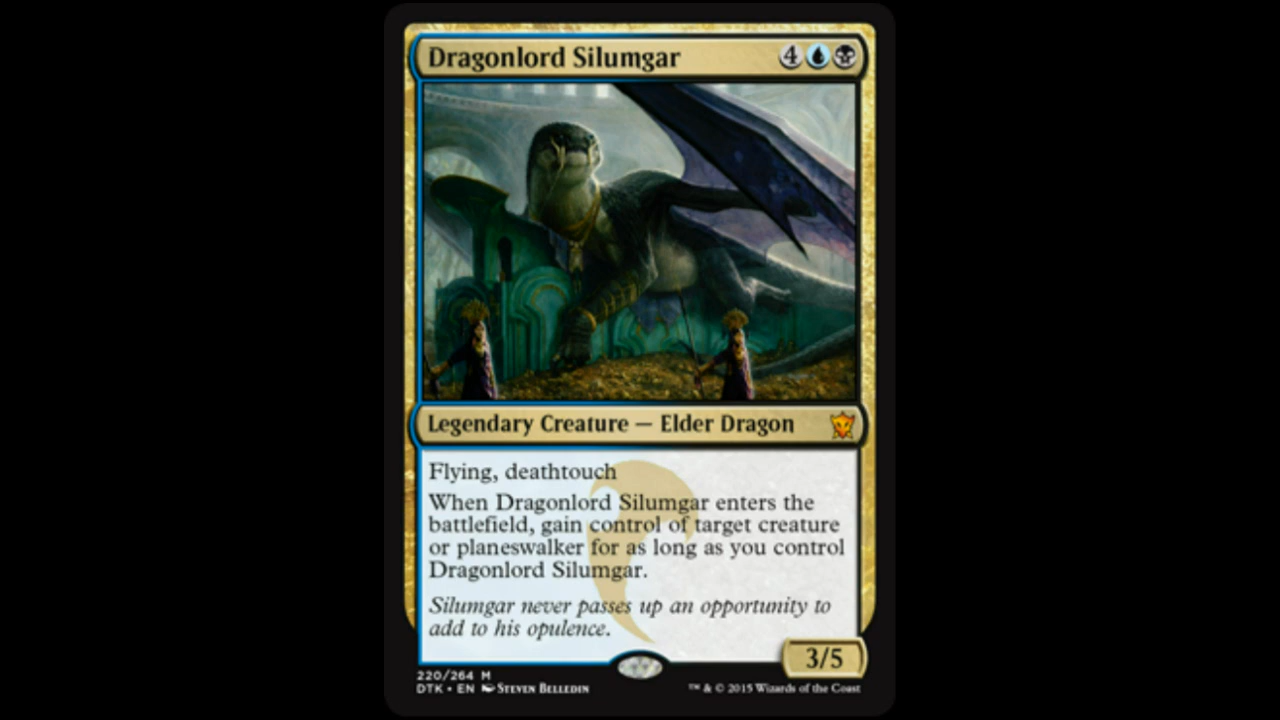 Dragonlord Silumgar 4
Legendary Creature — Elder Dragon
Flying, deathtouch
When Dragonlord Silumgar enters the
battlefield, gain control of target creature
or planeswalker for as long as you control
Dragonlord Silumgar.
Silumgar never passes up an opportunity to
add to his opulence.
3/5
220/264 M
DTK • EN STEVEN BELLEDIN
™ & © 2015 Wizards of the Coast